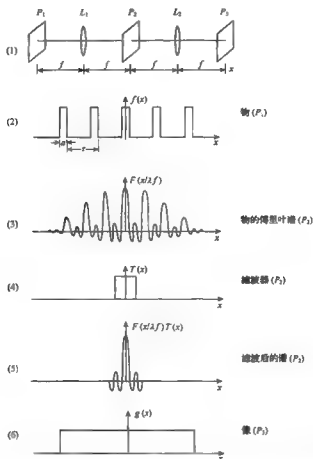 P₁ L₁ P₂ L₂ P₃
(1)
f f f f x
f(x)
(2) 物(P₁)
a τ x
F(x/λf)
(3) 物的傅里叶谱(P₂)
x
T(x)
(4) 滤波器(P₂)
x
F(x/λf)T(x)
(5) 滤波后的谱(P₂)
x
g(x)
(6) 像(P₃)
x